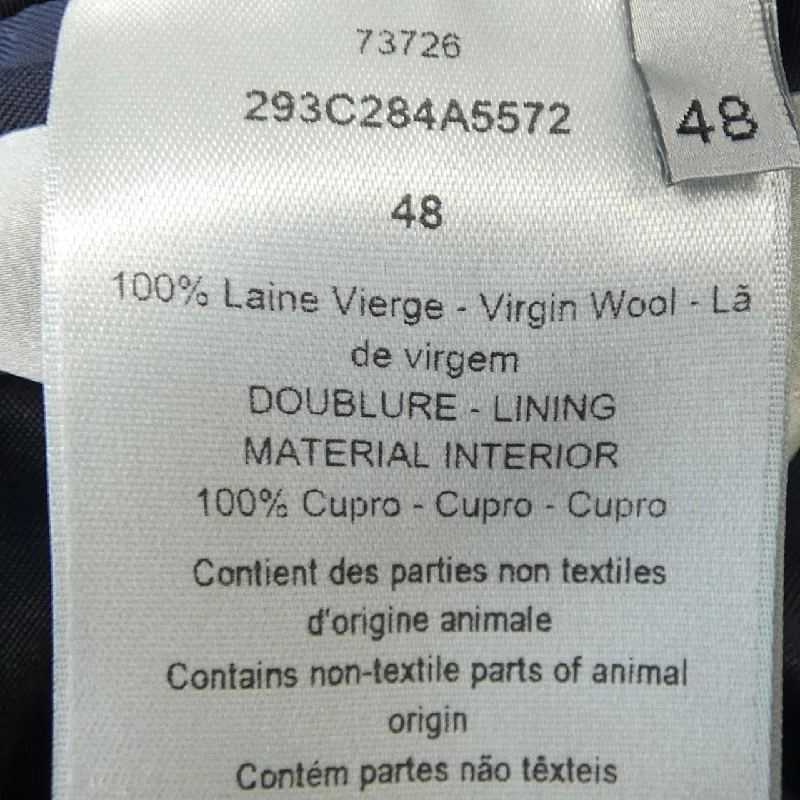 73726
293C284A5572
48
48
100% Laine Vierge - Virgin Wool - Lã
de virgem
DOUBLURE - LINING
MATERIAL INTERIOR
100% Cupro - Cupro - Cupro
Contient des parties non textiles
d'origine animale
Contains non-textile parts of animal
origin
Contém partes não têxteis